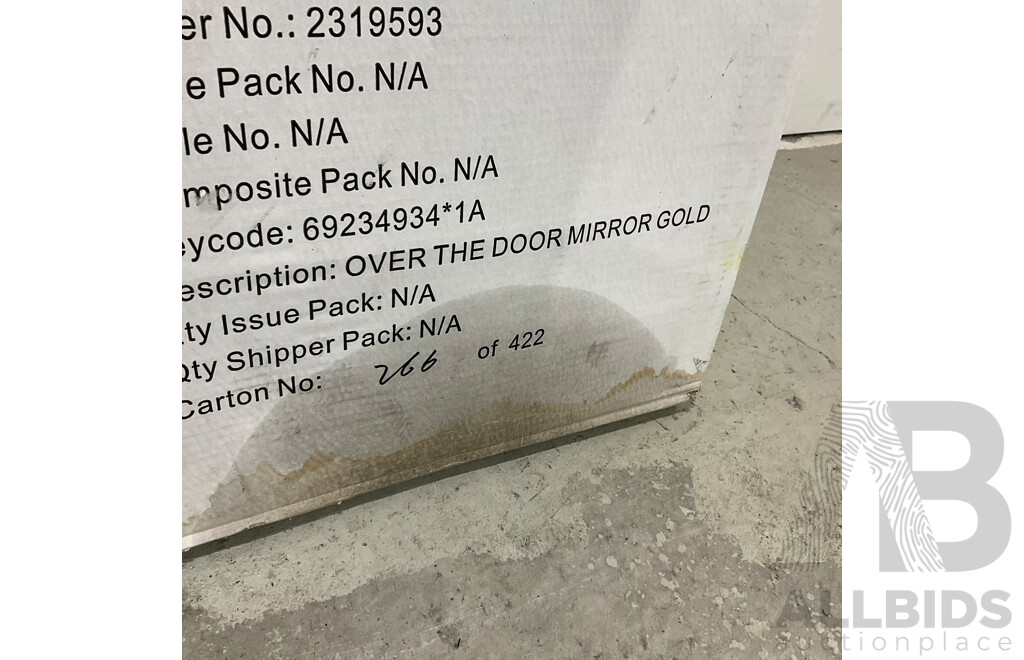 er No.: 2319593
e Pack No. N/A
le No. N/A
mposite Pack No. N/A
eycode: 69234934*1A
escription: OVER THE DOOR MIRROR GOLD
ty Issue Pack: N/A
Qty Shipper Pack: N/A
Carton No: 266 of 422
AB
ALLBIDS
auctionplace